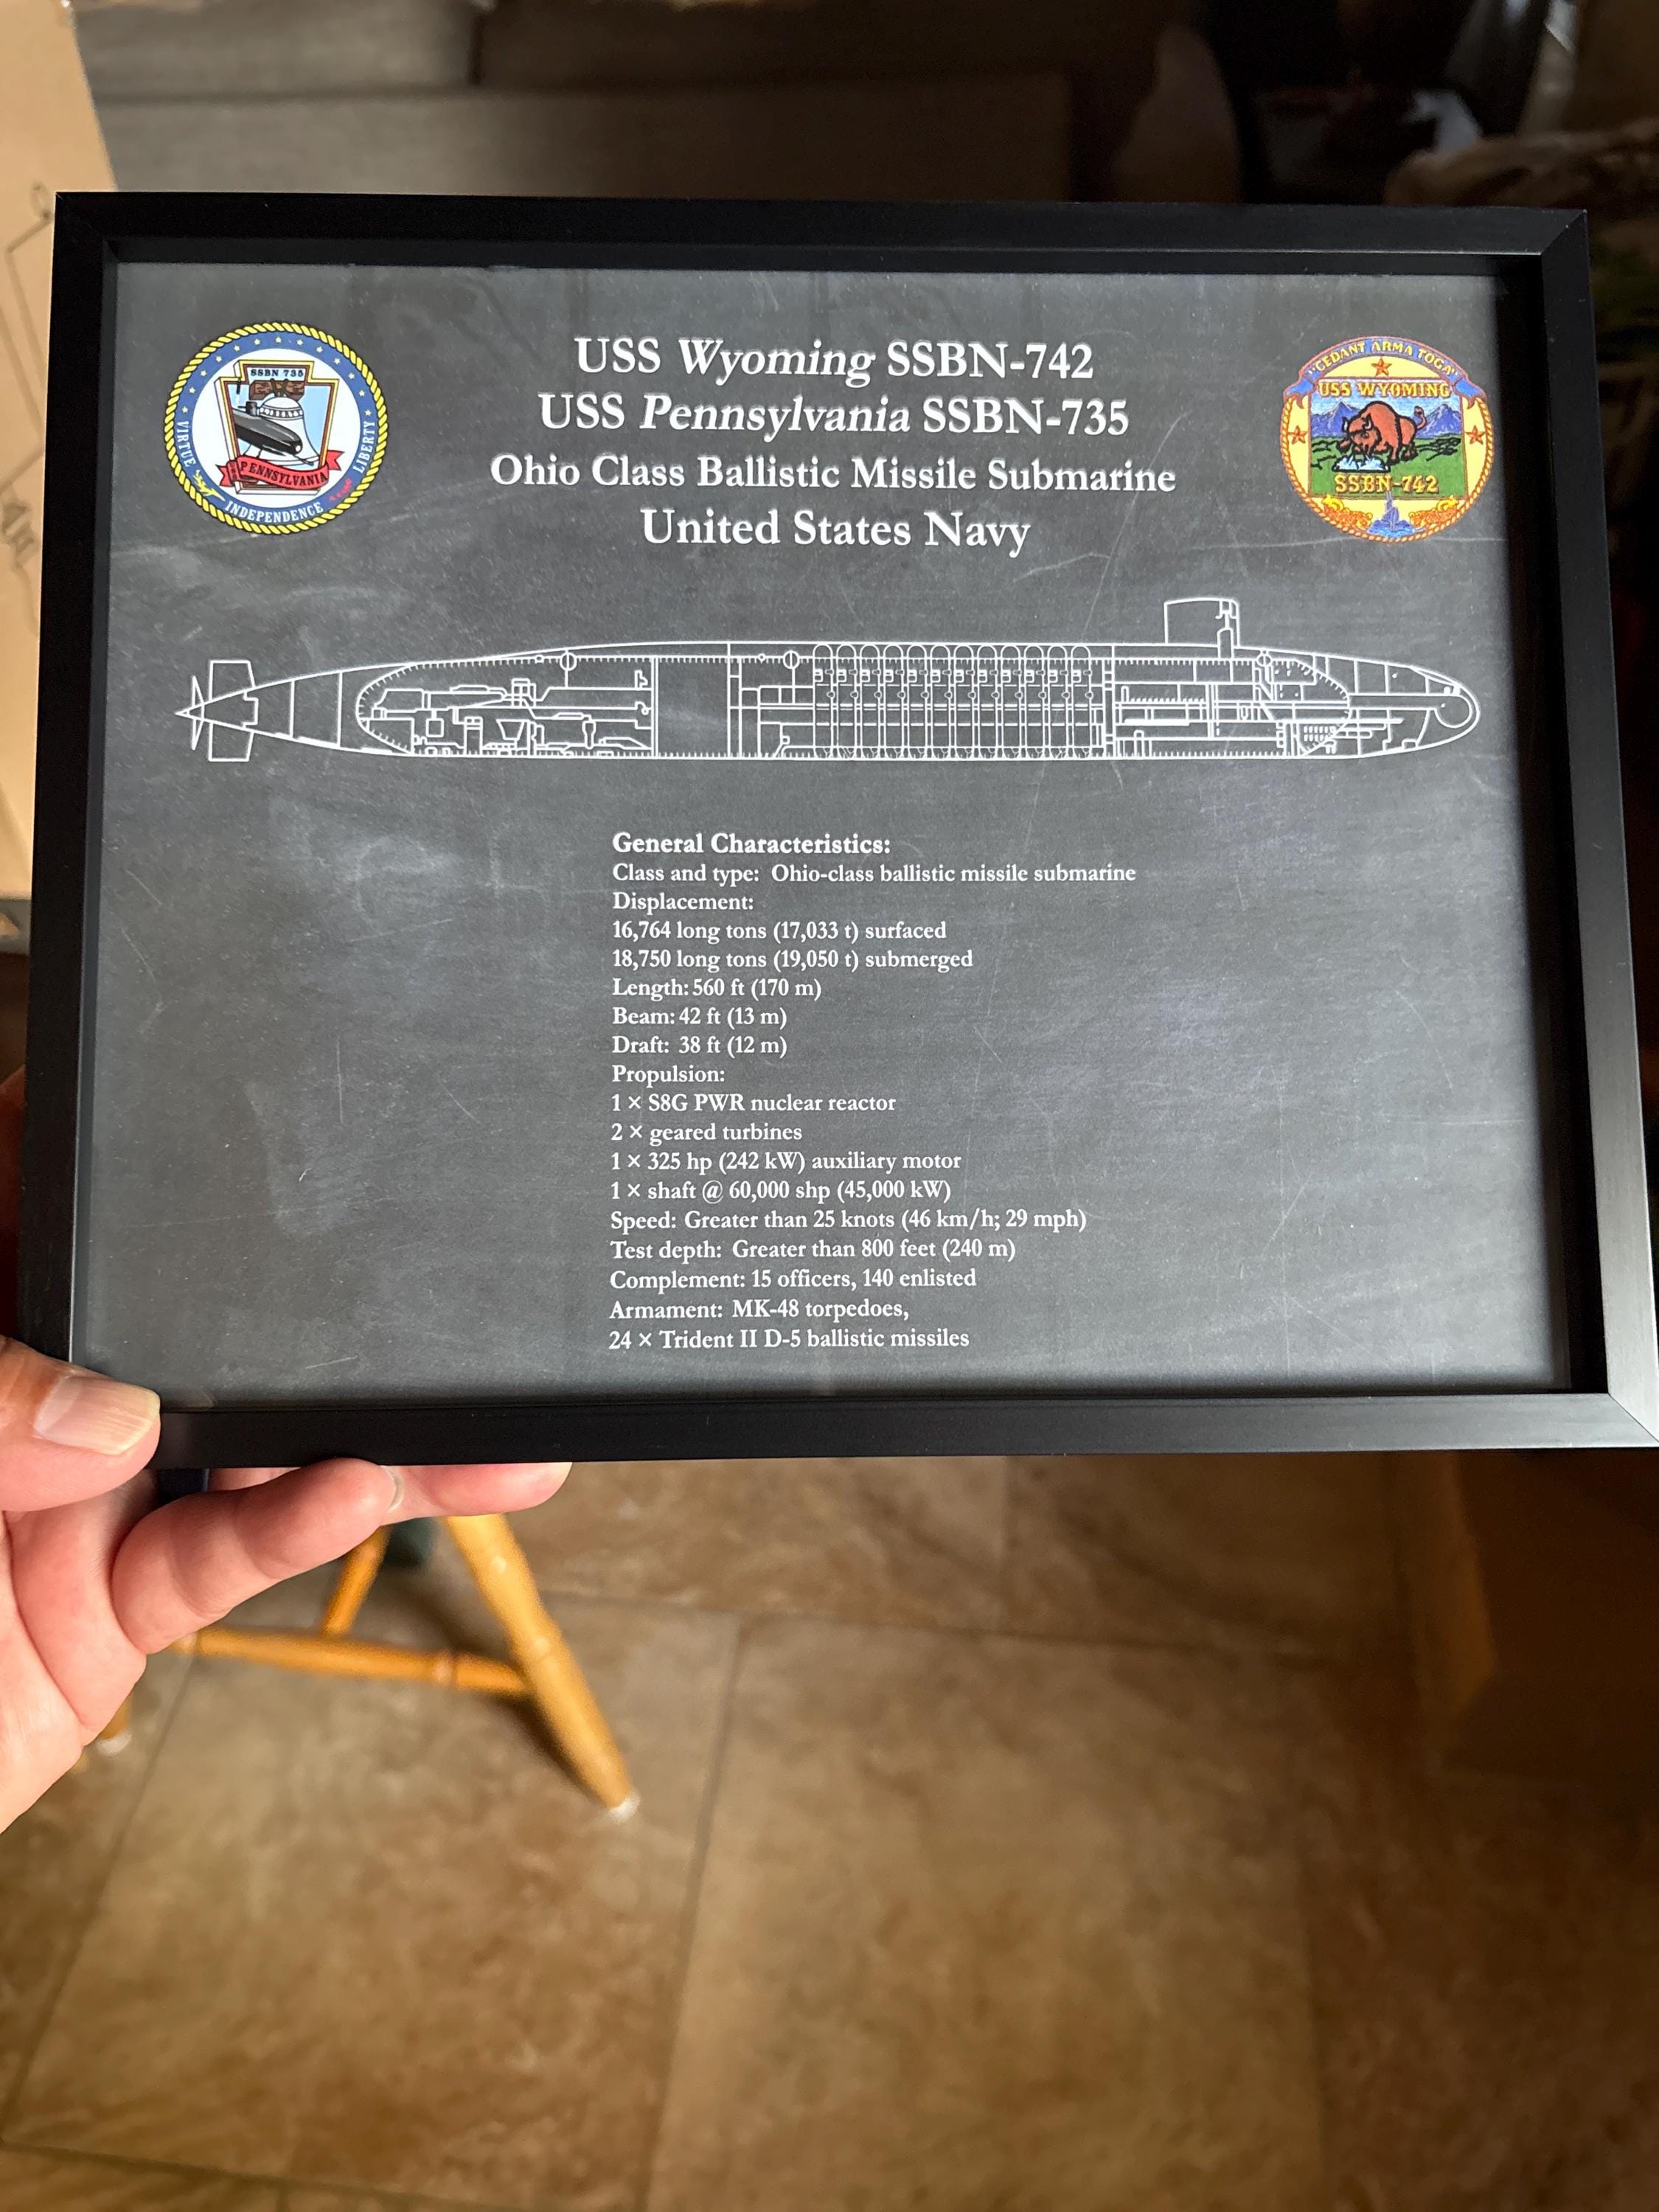 USS Wyoming SSBN-742
USS Pennsylvania SSBN-735
Ohio Class Ballistic Missile Submarine
United States Navy
SSBN 735
PENNSYLVANIA
VIRTUE
LIBERTY
INDEPENDENCE
"CEDANT ARMA TOGA"
USS WYOMING
SSBN-742
General Characteristics:
Class and type: Ohio-class ballistic missile submarine
Displacement:
16,764 long tons (17,033 t) surfaced
18,750 long tons (19,050 t) submerged
Length: 560 ft (170 m)
Beam: 42 ft (13 m)
Draft: 38 ft (12 m)
Propulsion:
1 × S8G PWR nuclear reactor
2 × geared turbines
1 × 325 hp (242 kW) auxiliary motor
1 × shaft @ 60,000 shp (45,000 kW)
Speed: Greater than 25 knots (46 km/h; 29 mph)
Test depth: Greater than 800 feet (240 m)
Complement: 15 officers, 140 enlisted
Armament: MK-48 torpedoes,
24 × Trident II D-5 ballistic missiles